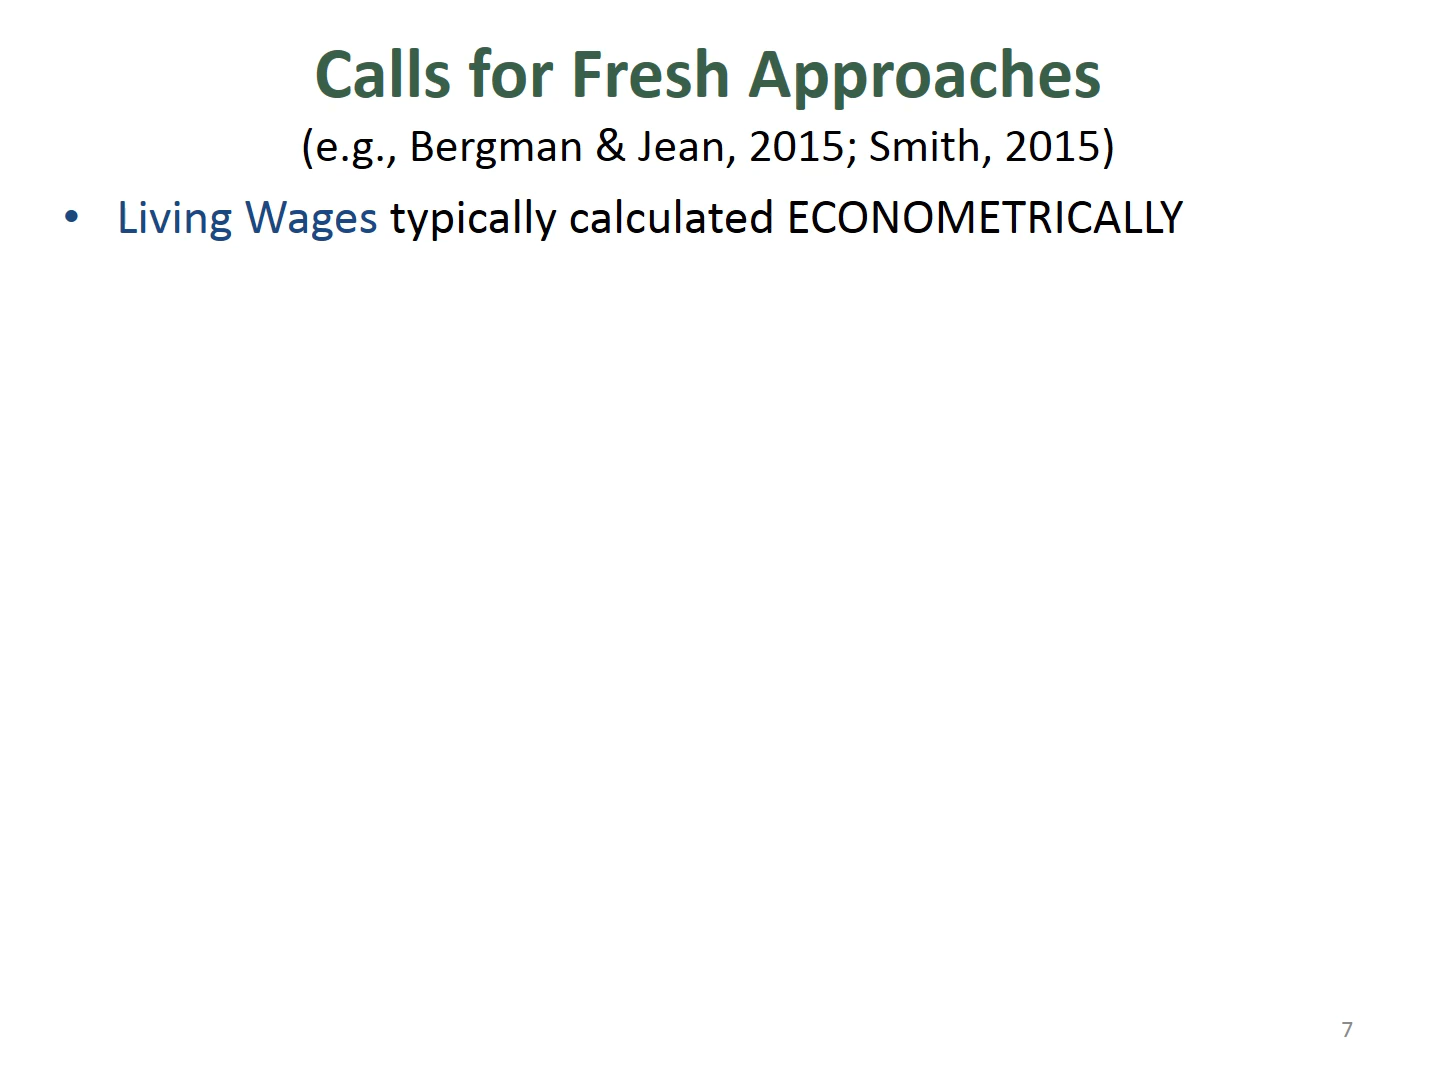 Calls for Fresh Approaches
(e.g., Bergman & Jean, 2015; Smith, 2015)
• Living Wages typically calculated ECONOMETRICALLY
7